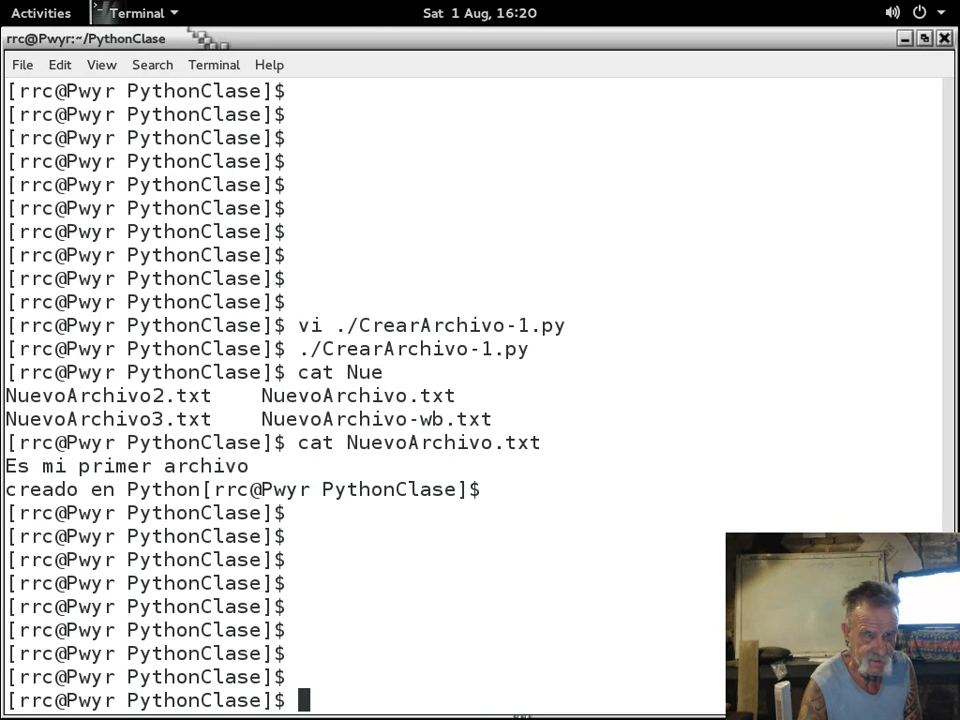 Activities Terminal Sat 1 Aug, 16:20
rrc@Pwyr:~/PythonClase
File Edit View Search Terminal Help
[rrc@Pwyr PythonClase]$
[rrc@Pwyr PythonClase]$
[rrc@Pwyr PythonClase]$
[rrc@Pwyr PythonClase]$
[rrc@Pwyr PythonClase]$
[rrc@Pwyr PythonClase]$
[rrc@Pwyr PythonClase]$
[rrc@Pwyr PythonClase]$
[rrc@Pwyr PythonClase]$
[rrc@Pwyr PythonClase]$
[rrc@Pwyr PythonClase]$ vi ./CrearArchivo-1.py
[rrc@Pwyr PythonClase]$ ./CrearArchivo-1.py
[rrc@Pwyr PythonClase]$ cat Nue
NuevoArchivo2.txt NuevoArchivo.txt
NuevoArchivo3.txt NuevoArchivo-wb.txt
[rrc@Pwyr PythonClase]$ cat NuevoArchivo.txt
Es mi primer archivo
creado en Python[rrc@Pwyr PythonClase]$
[rrc@Pwyr PythonClase]$
[rrc@Pwyr PythonClase]$
[rrc@Pwyr PythonClase]$
[rrc@Pwyr PythonClase]$
[rrc@Pwyr PythonClase]$
[rrc@Pwyr PythonClase]$
[rrc@Pwyr PythonClase]$
[rrc@Pwyr PythonClase]$
[rrc@Pwyr PythonClase]$